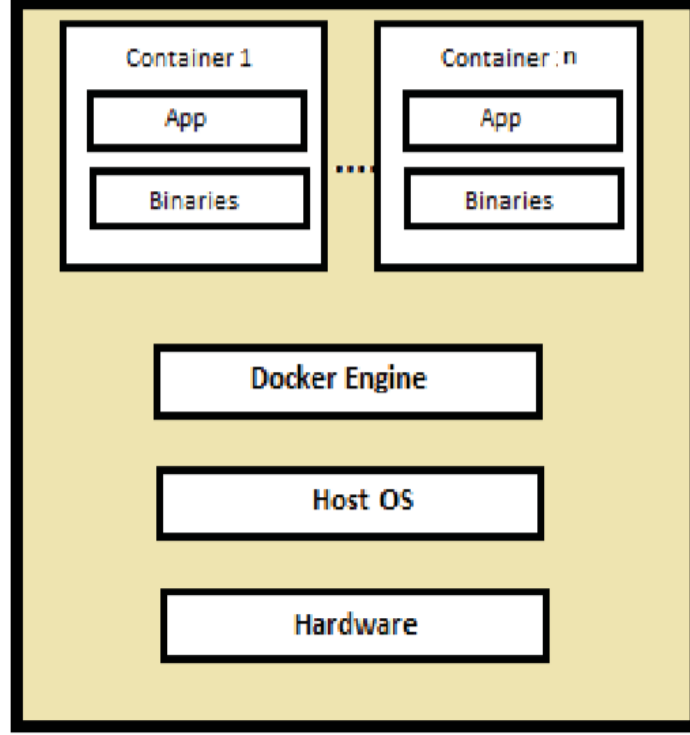 Container 1
Container :n
App
App
....
Binaries
Binaries
Docker Engine
Host OS
Hardware